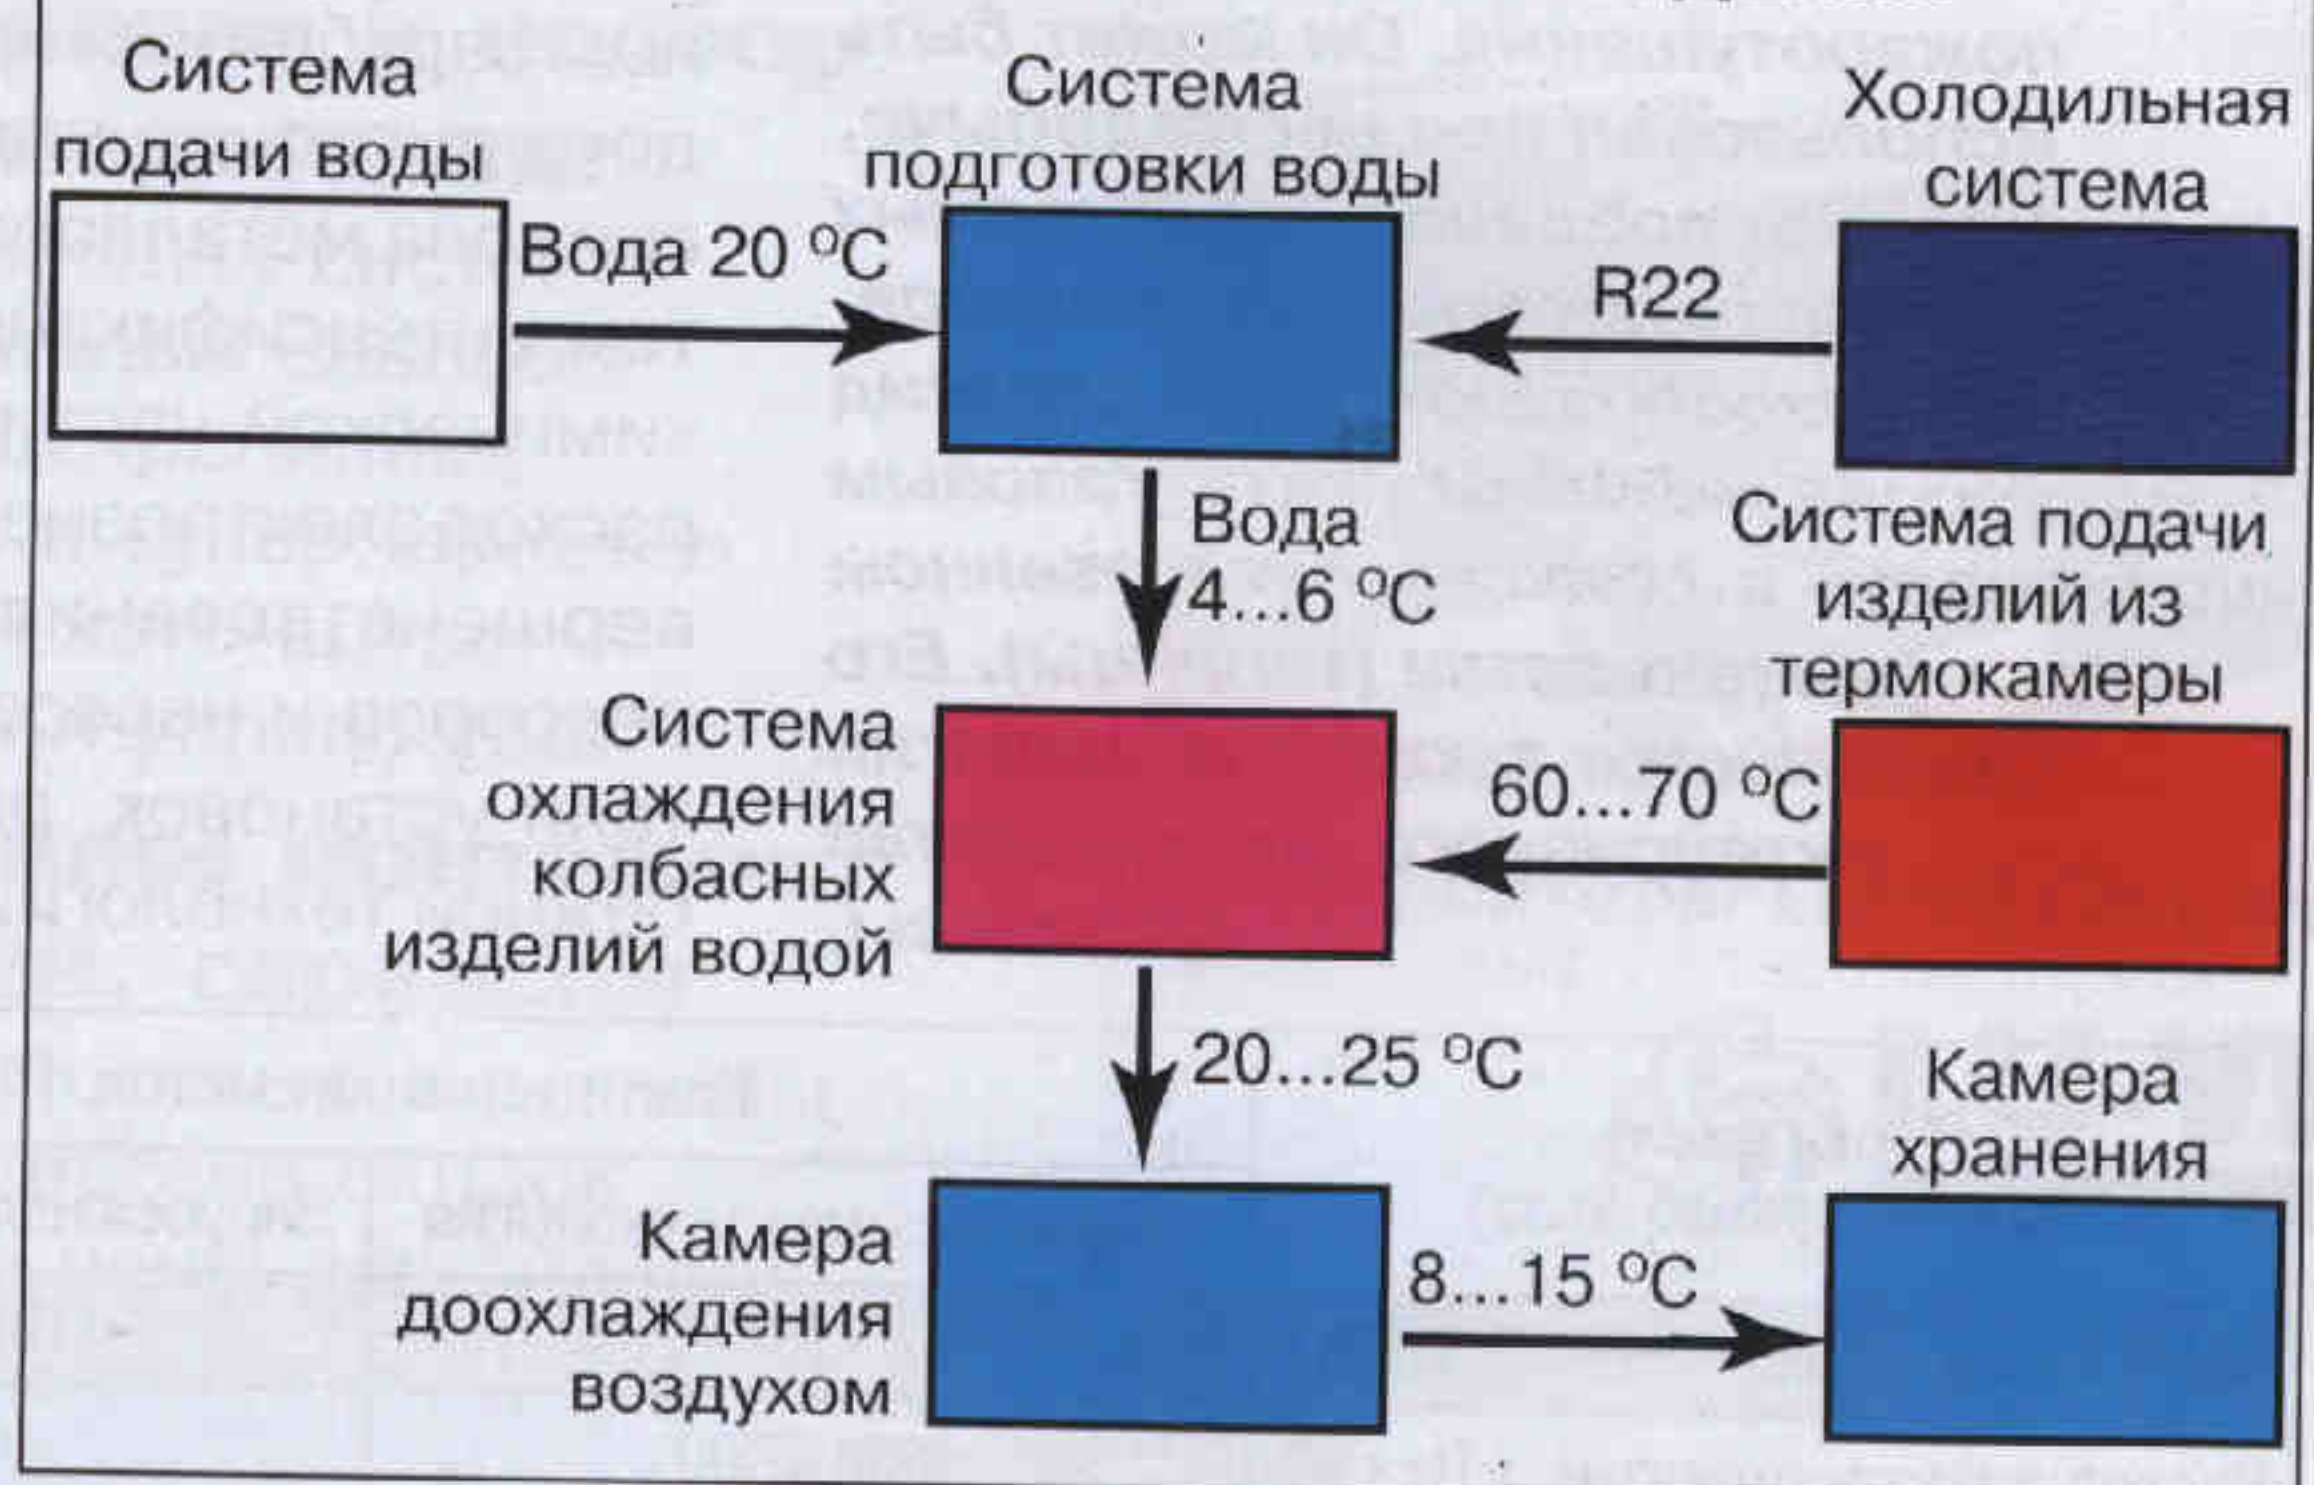 Система
подачи воды
Вода 20 °С
Система
подготовки воды
R22
Холодильная
система
Вода
4...6 °С
Система подачи
изделий из
термокамеры
60...70 °С
Система
охлаждения
колбасных
изделий водой
20...25 °С
Камера
доохлаждения
воздухом
8...15 °С
Камера
хранения